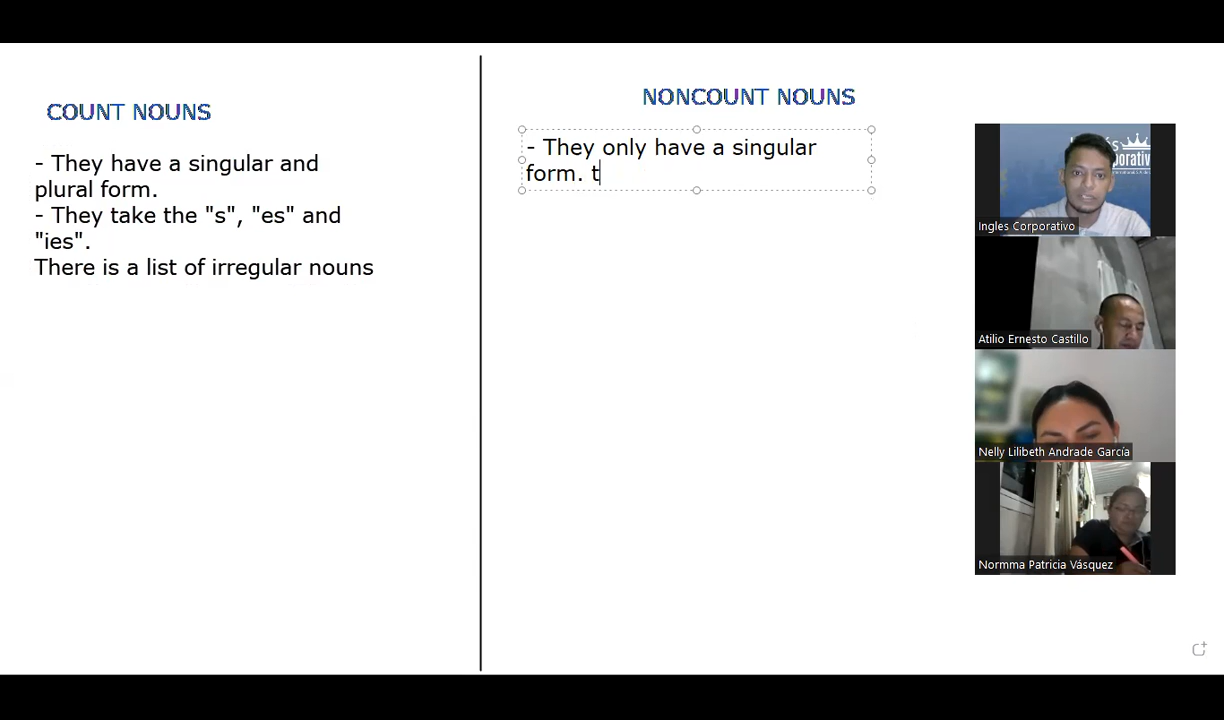 COUNT NOUNS
- They have a singular and
plural form.
- They take the "s", "es" and
"ies".
There is a list of irregular nouns
NONCOUNT NOUNS
- They only have a singular
form. t
Ingles Corporativo
Atilio Ernesto Castillo
Nelly Lilibeth Andrade García
Normma Patricia Vásquez